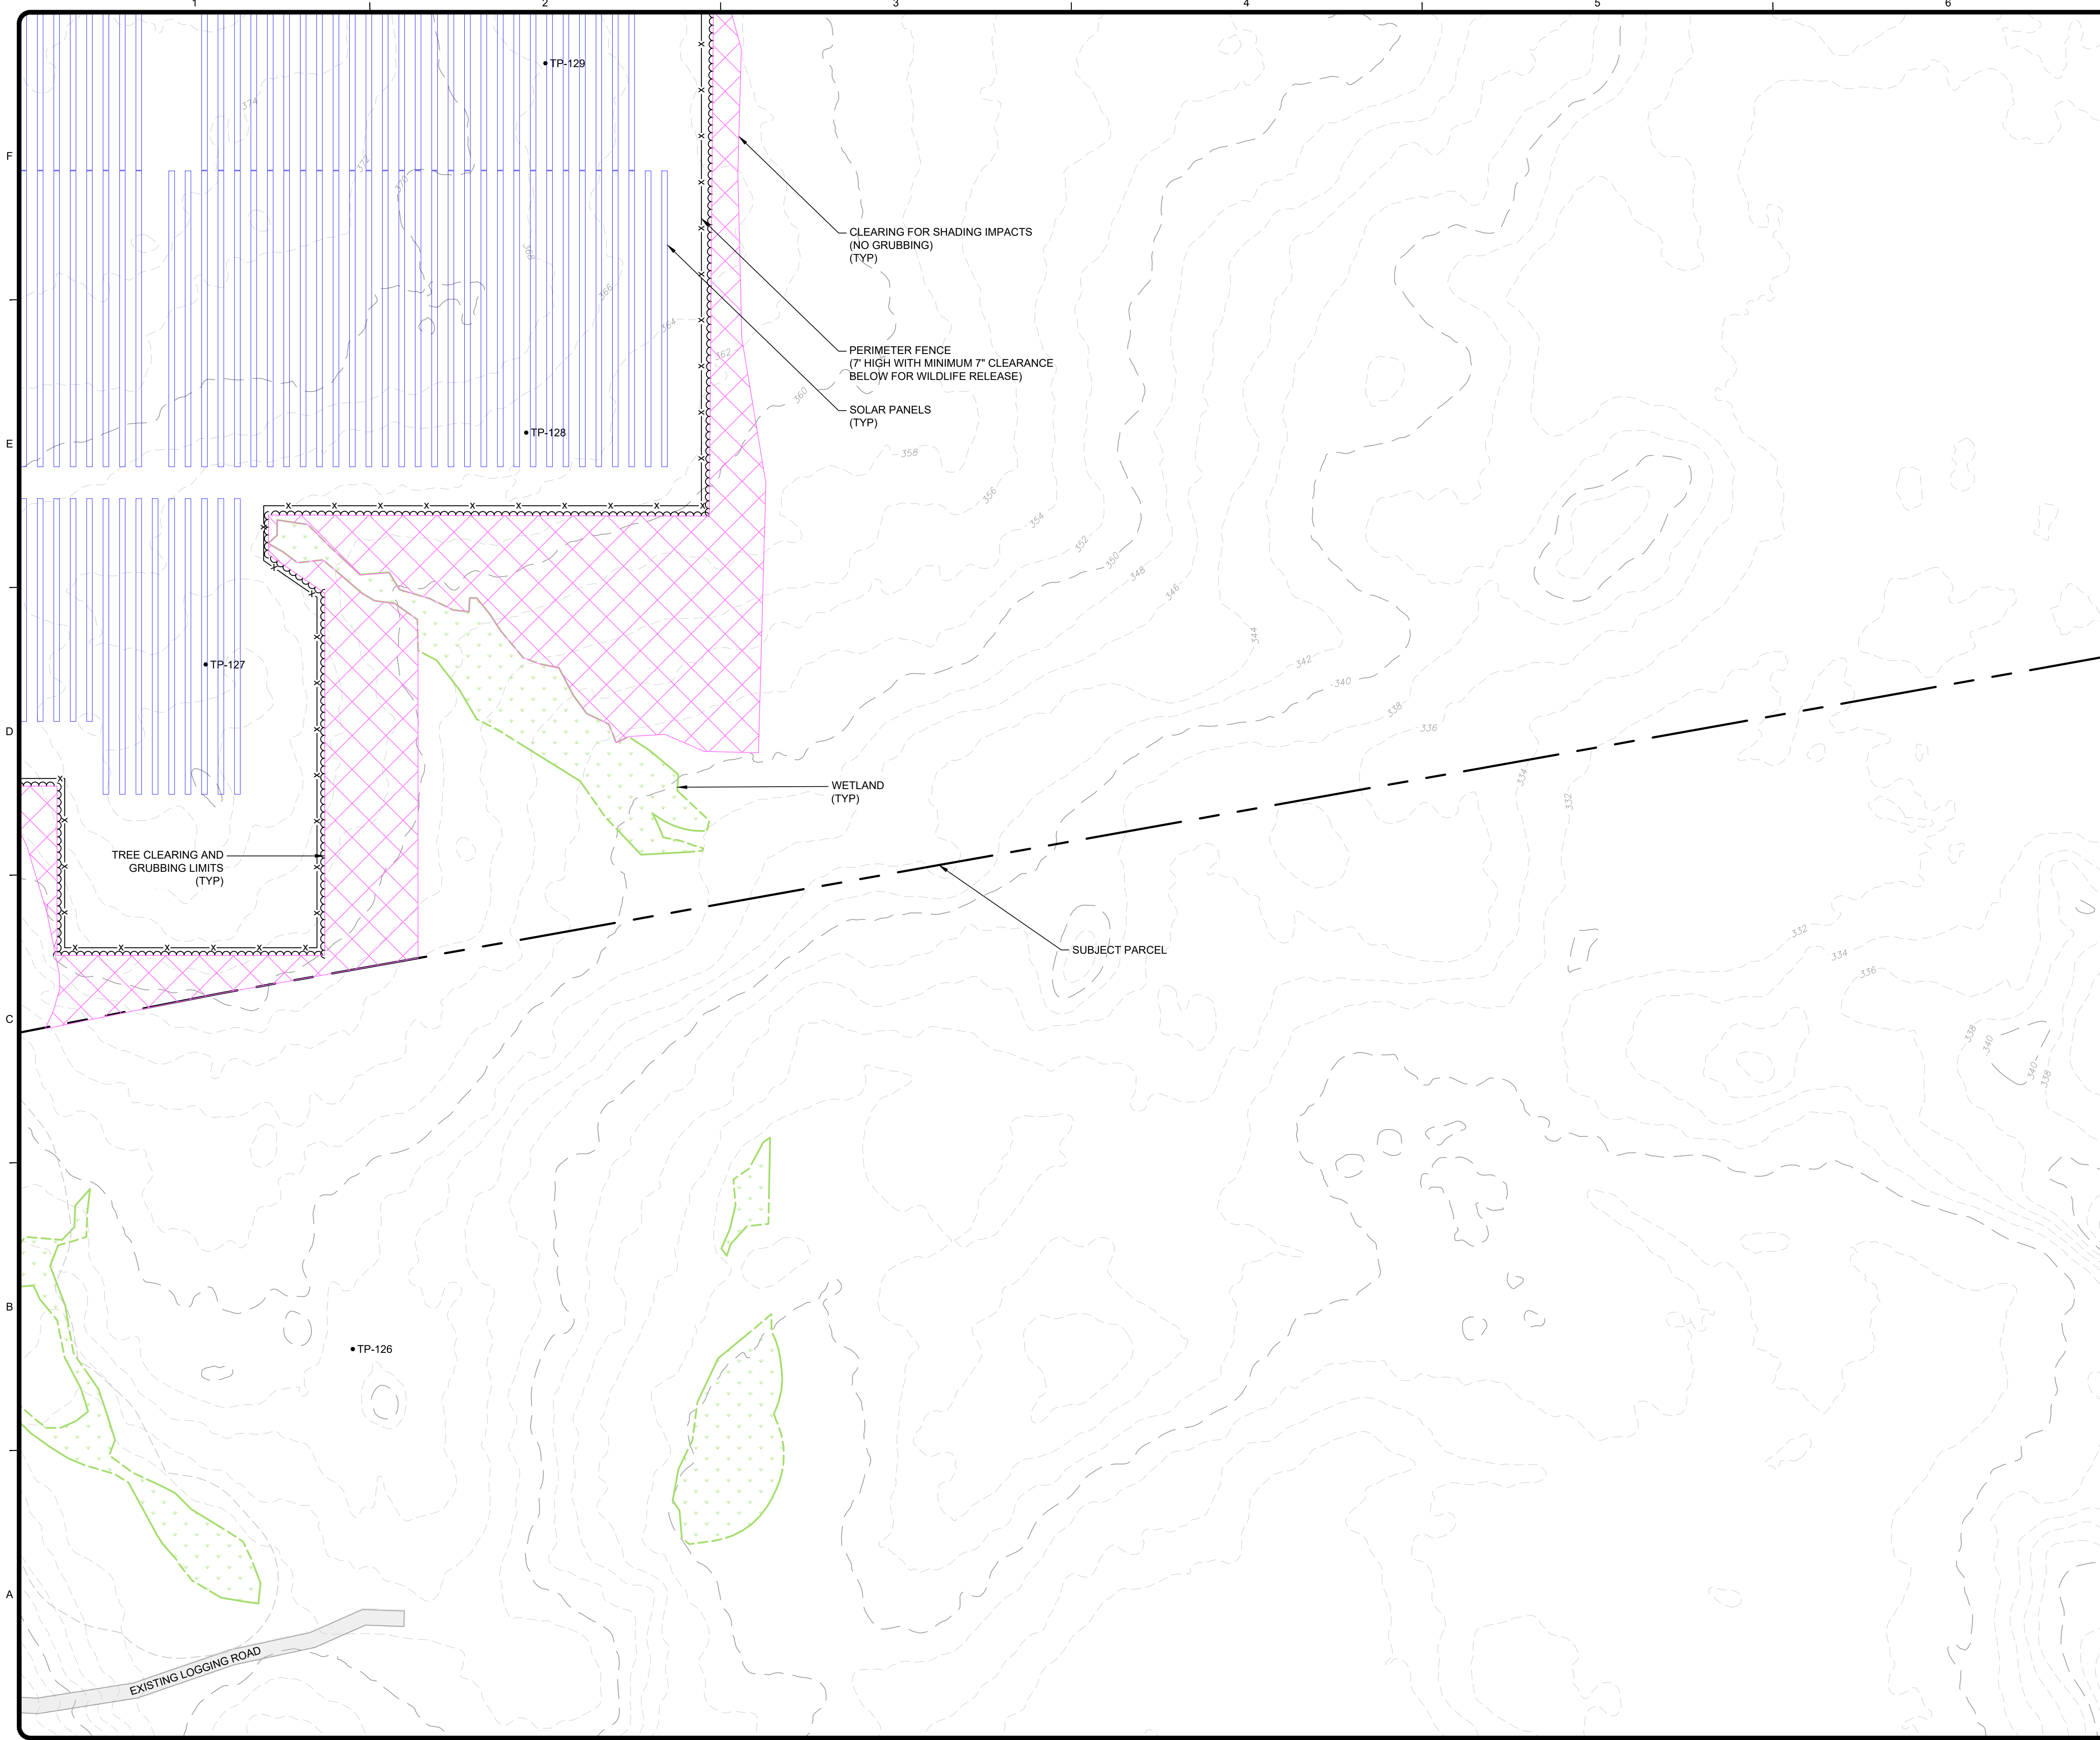 1 2 3 4 5 6
F
E
D
C
B
A
TP-129
374
372
370
368
366
364
362
360
CLEARING FOR SHADING IMPACTS
(NO GRUBBING)
(TYP)
PERIMETER FENCE
(7' HIGH WITH MINIMUM 7" CLEARANCE
BELOW FOR WILDLIFE RELEASE)
SOLAR PANELS
(TYP)
TP-128
358
356
354
352
350
348
346
344
342
340
338
336
334
332
TP-127
WETLAND
(TYP)
TREE CLEARING AND
GRUBBING LIMITS
(TYP)
SUBJECT PARCEL
332
334
336
338
340
340
338
TP-126
EXISTING LOGGING ROAD